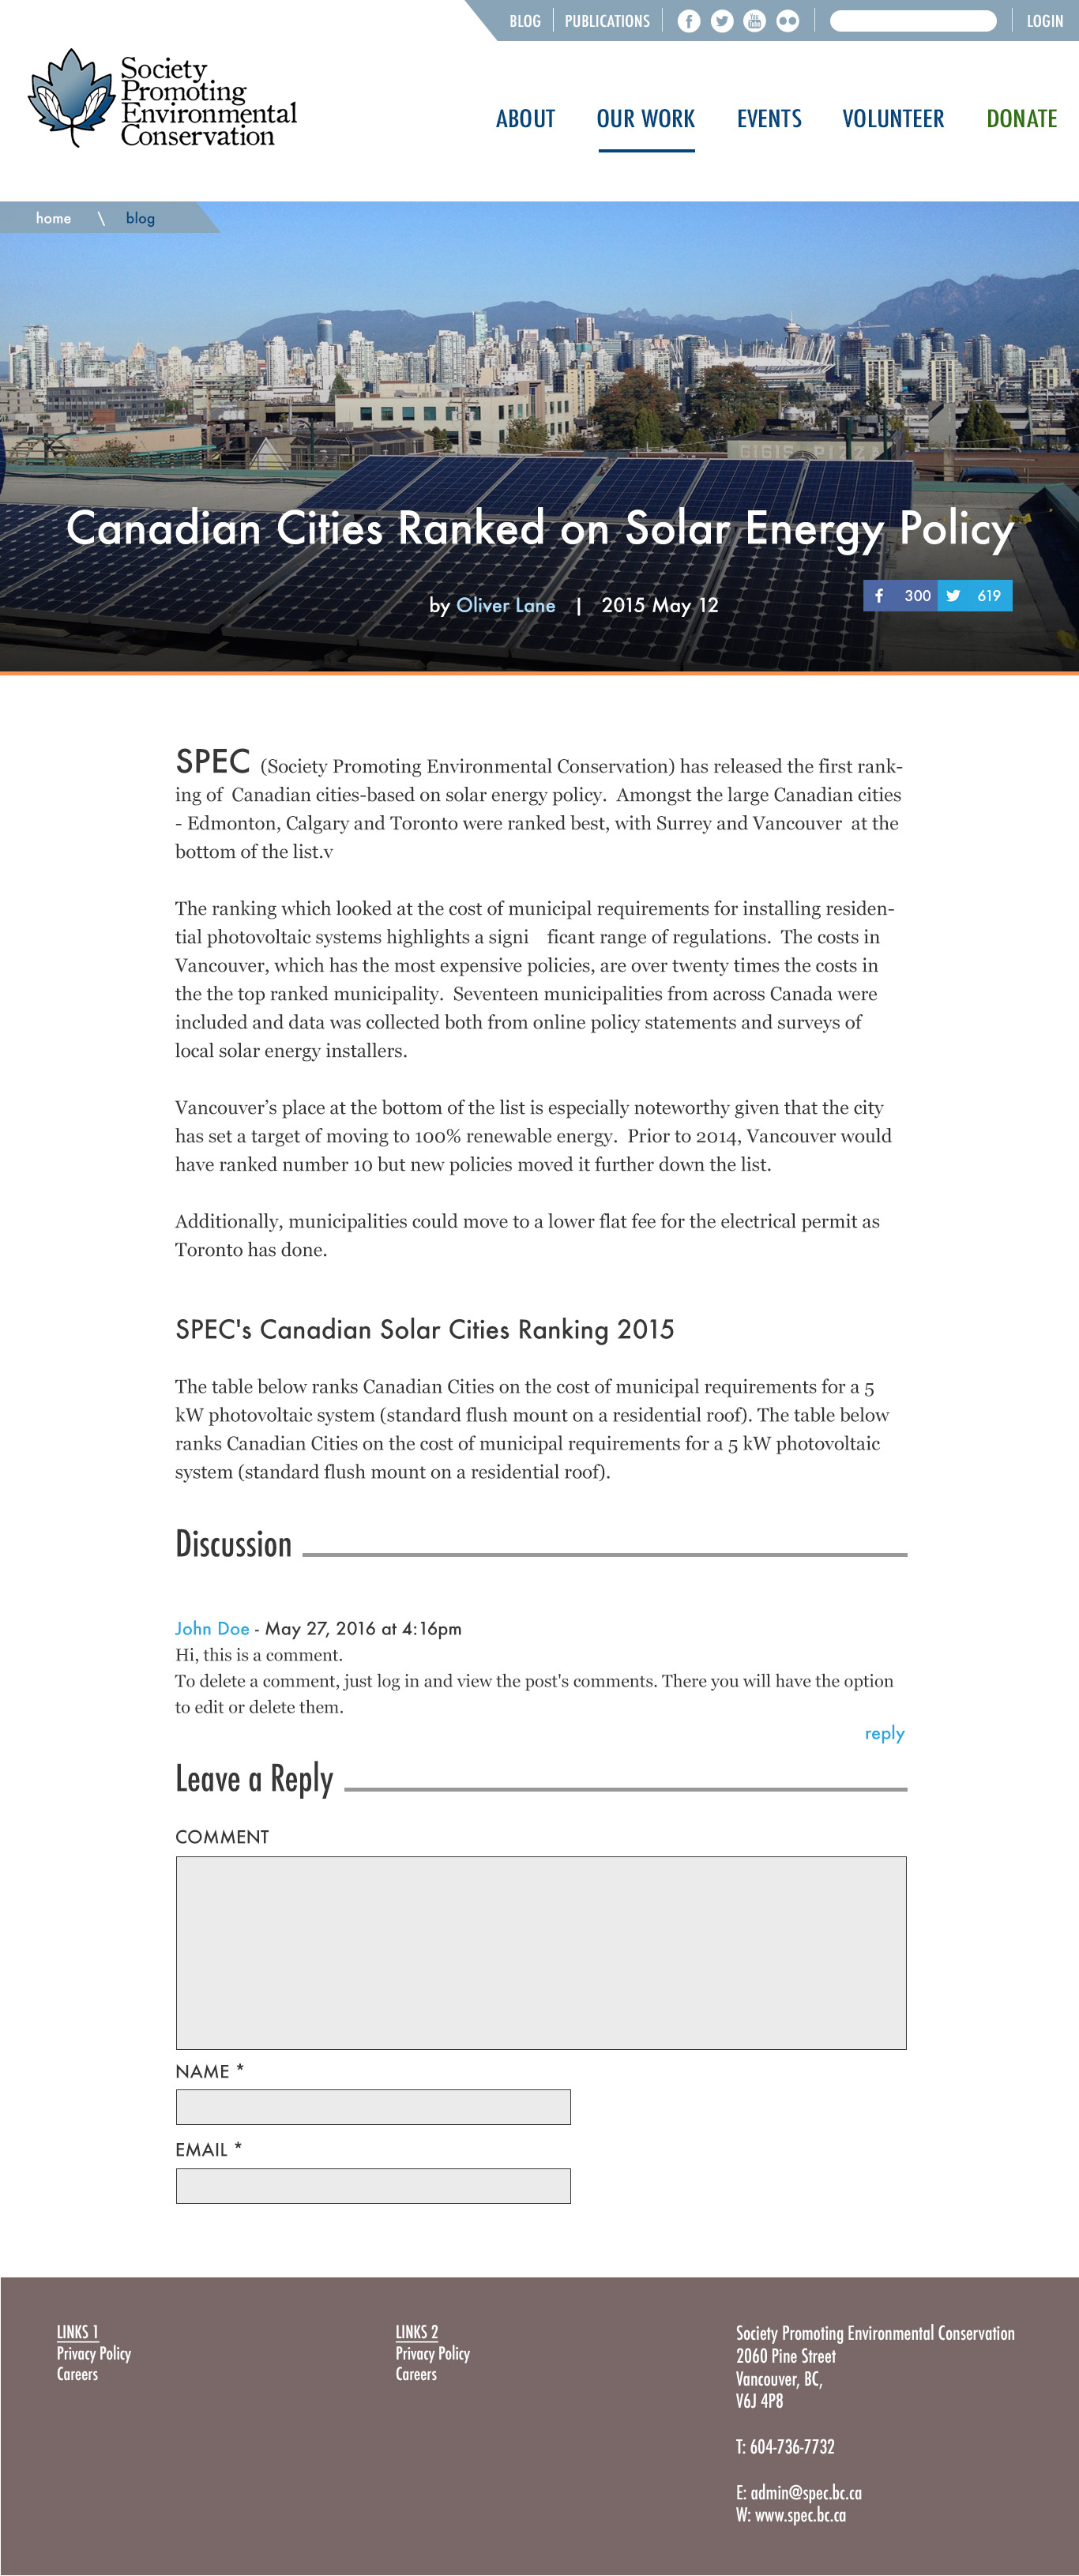 BLOG PUBLICATIONS LOGIN
Society
Promoting
Environmental
Conservation
ABOUT OUR WORK EVENTS VOLUNTEER DONATE
home \ blog
GIGIS PIZZ
Canadian Cities Ranked on Solar Energy Policy
by Oliver Lane | 2015 May 12
300 619
SPEC (Society Promoting Environmental Conservation) has released the first rank-
ing of Canadian cities-based on solar energy policy. Amongst the large Canadian cities
- Edmonton, Calgary and Toronto were ranked best, with Surrey and Vancouver at the
bottom of the list.v
The ranking which looked at the cost of municipal requirements for installing residen-
tial photovoltaic systems highlights a signi ficant range of regulations. The costs in
Vancouver, which has the most expensive policies, are over twenty times the costs in
the the top ranked municipality. Seventeen municipalities from across Canada were
included and data was collected both from online policy statements and surveys of
local solar energy installers.
Vancouver’s place at the bottom of the list is especially noteworthy given that the city
has set a target of moving to 100% renewable energy. Prior to 2014, Vancouver would
have ranked number 10 but new policies moved it further down the list.
Additionally, municipalities could move to a lower flat fee for the electrical permit as
Toronto has done.
SPEC's Canadian Solar Cities Ranking 2015
The table below ranks Canadian Cities on the cost of municipal requirements for a 5
kW photovoltaic system (standard flush mount on a residential roof). The table below
ranks Canadian Cities on the cost of municipal requirements for a 5 kW photovoltaic
system (standard flush mount on a residential roof).
Discussion
John Doe - May 27, 2016 at 4:16pm
Hi, this is a comment.
To delete a comment, just log in and view the post's comments. There you will have the option
to edit or delete them.
reply
Leave a Reply
COMMENT
NAME *
EMAIL *
LINKS 1
Privacy Policy
Careers
LINKS 2
Privacy Policy
Careers
Society Promoting Environmental Conservation
2060 Pine Street
Vancouver, BC,
V6J 4P8
T: 604-736-7732
E: admin@spec.bc.ca
W: www.spec.bc.ca